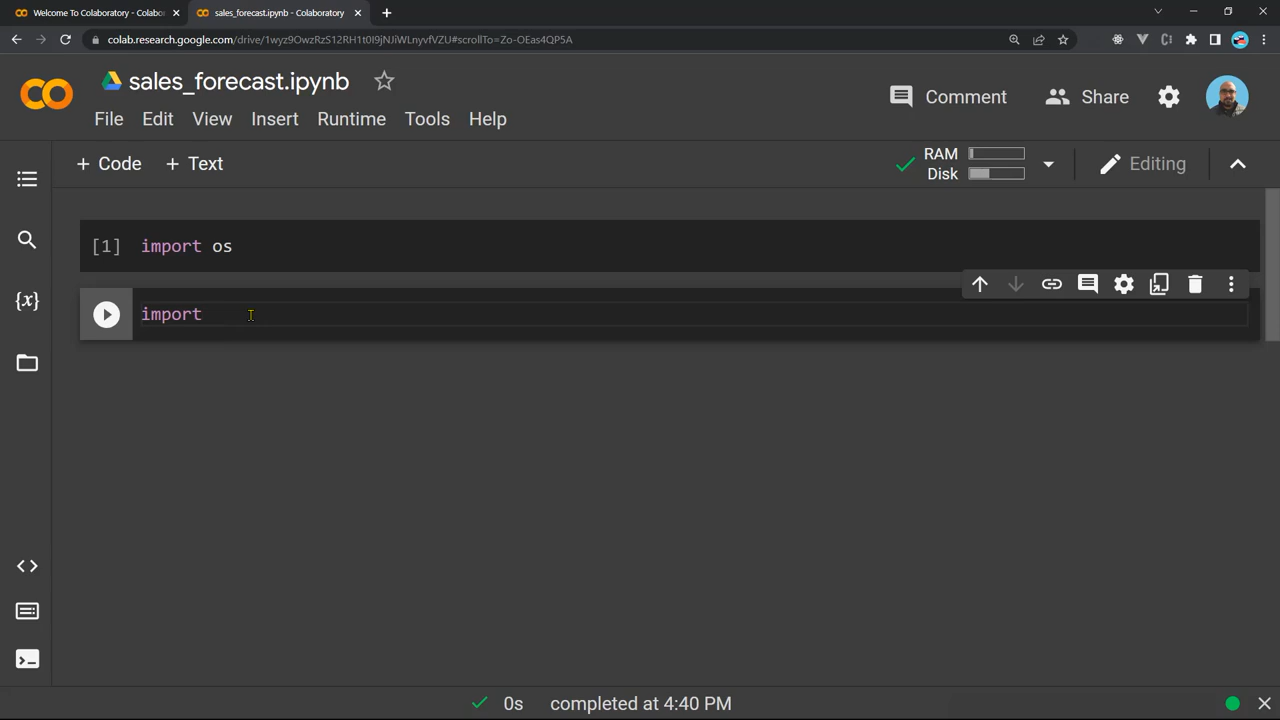 Welcome To Colaboratory - Colabo
sales_forecast.ipynb - Colaboratory
colab.research.google.com/drive/1wyz9OwzRzS12RH1t0I9jNJiWLnyvfVZU#scrollTo=Zo-OEas4QP5A
sales_forecast.ipynb
Comment
Share
File Edit View Insert Runtime Tools Help
+ Code + Text
RAM
Disk
Editing
[1] import os
import
{x}
0s completed at 4:40 PM